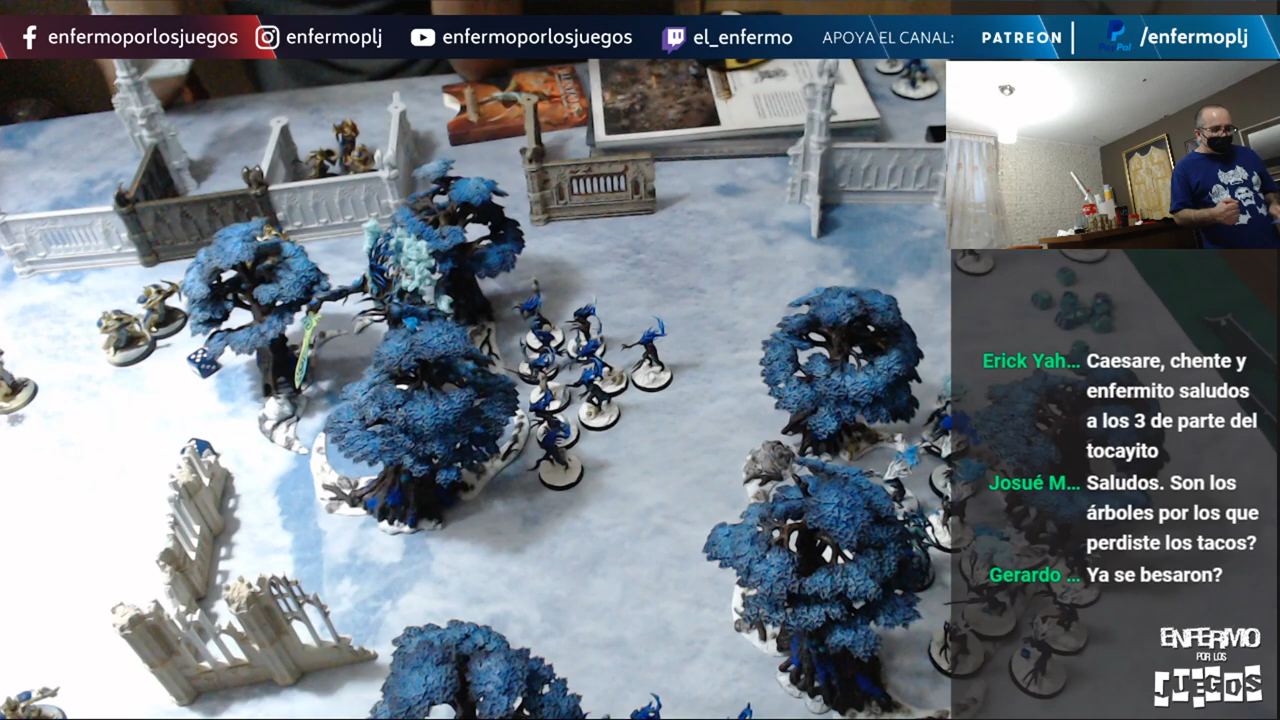 enfermoporlosjuegos enfermoplj enfermoporlosjuegos el_enfermo APOYA EL CANAL: PATREON PayPal /enfermoplj
Erick Yah... Caesare, chente y
enfermito saludos
a los 3 de parte del
tocayito
Josué M... Saludos. Son los
árboles por los que
perdiste los tacos?
Gerardo ... Ya se besaron?
ENFERMO
POR LOS
JUEGOS